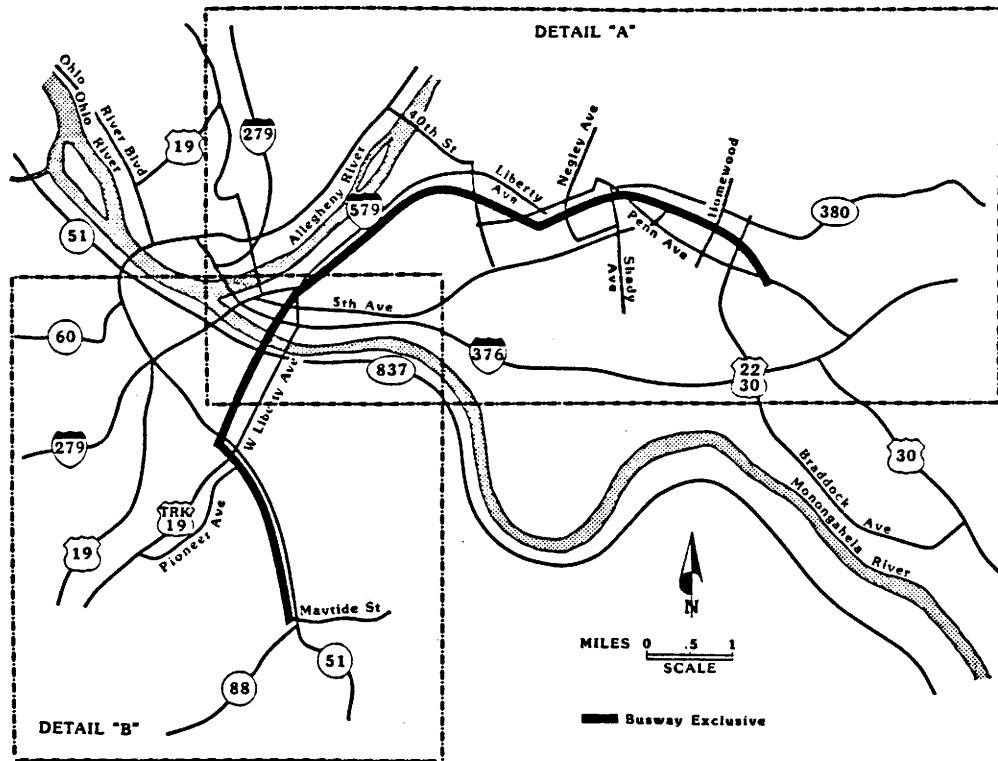 DETAIL "A"
Ohio
Ohio River
River Blvd
19
279
Allegheny River
40th St
579
Liberty Ave
Negley Ave
Homewood
380
51
Penn Ave
Shady Ave
5th Ave
60
376
837
22
30
W Liberty Ave
279
30
TRK
19
Pioneer Ave
19
Braddock Ave
Monongahela River
N
Mavtide St
MILES 0 .5 1
SCALE
51
88
Busway Exclusive
DETAIL "B"